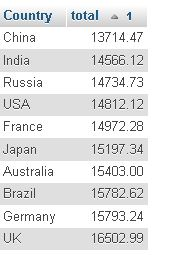 Country total 1
China 13714.47
India 14566.12
Russia 14734.73
USA 14812.12
France 14972.28
Japan 15197.34
Australia 15403.00
Brazil 15782.62
Germany 15793.24
UK 16502.99